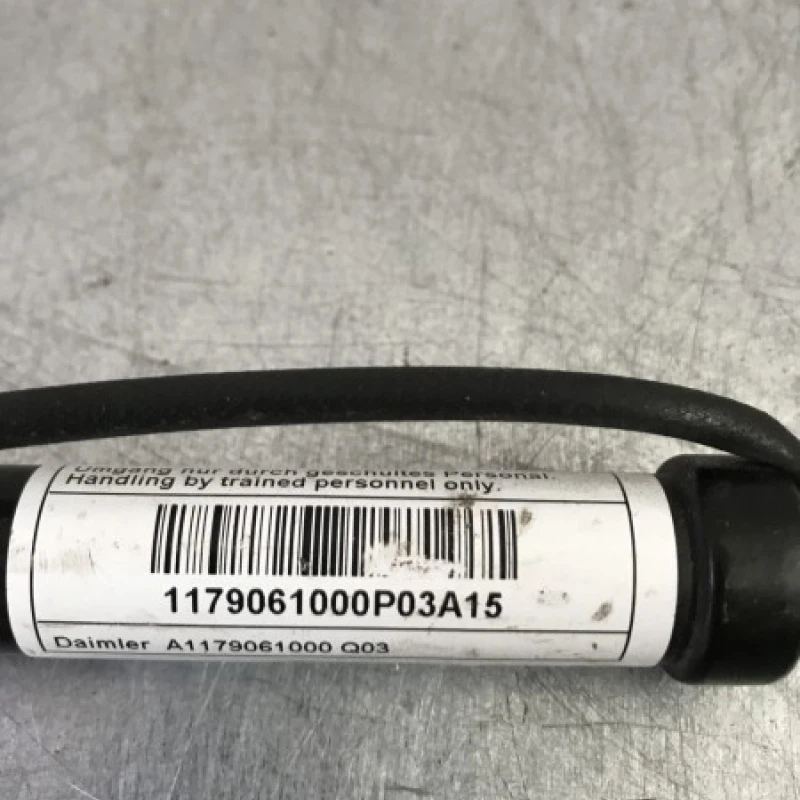 Umgang nur durch geschultes Personal.
Handling by trained personnel only.
1179061000P03A15
Daimler A1179061000 Q03